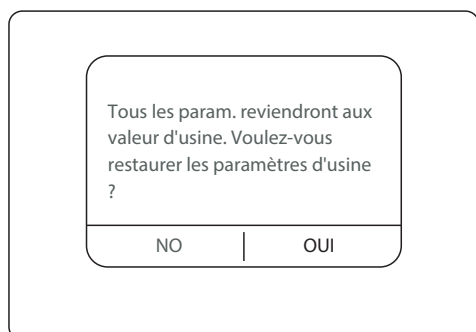 Tous les param. reviendront aux
valeur d'usine. Voulez-vous
restaurer les paramètres d'usine
?
NO
OUI